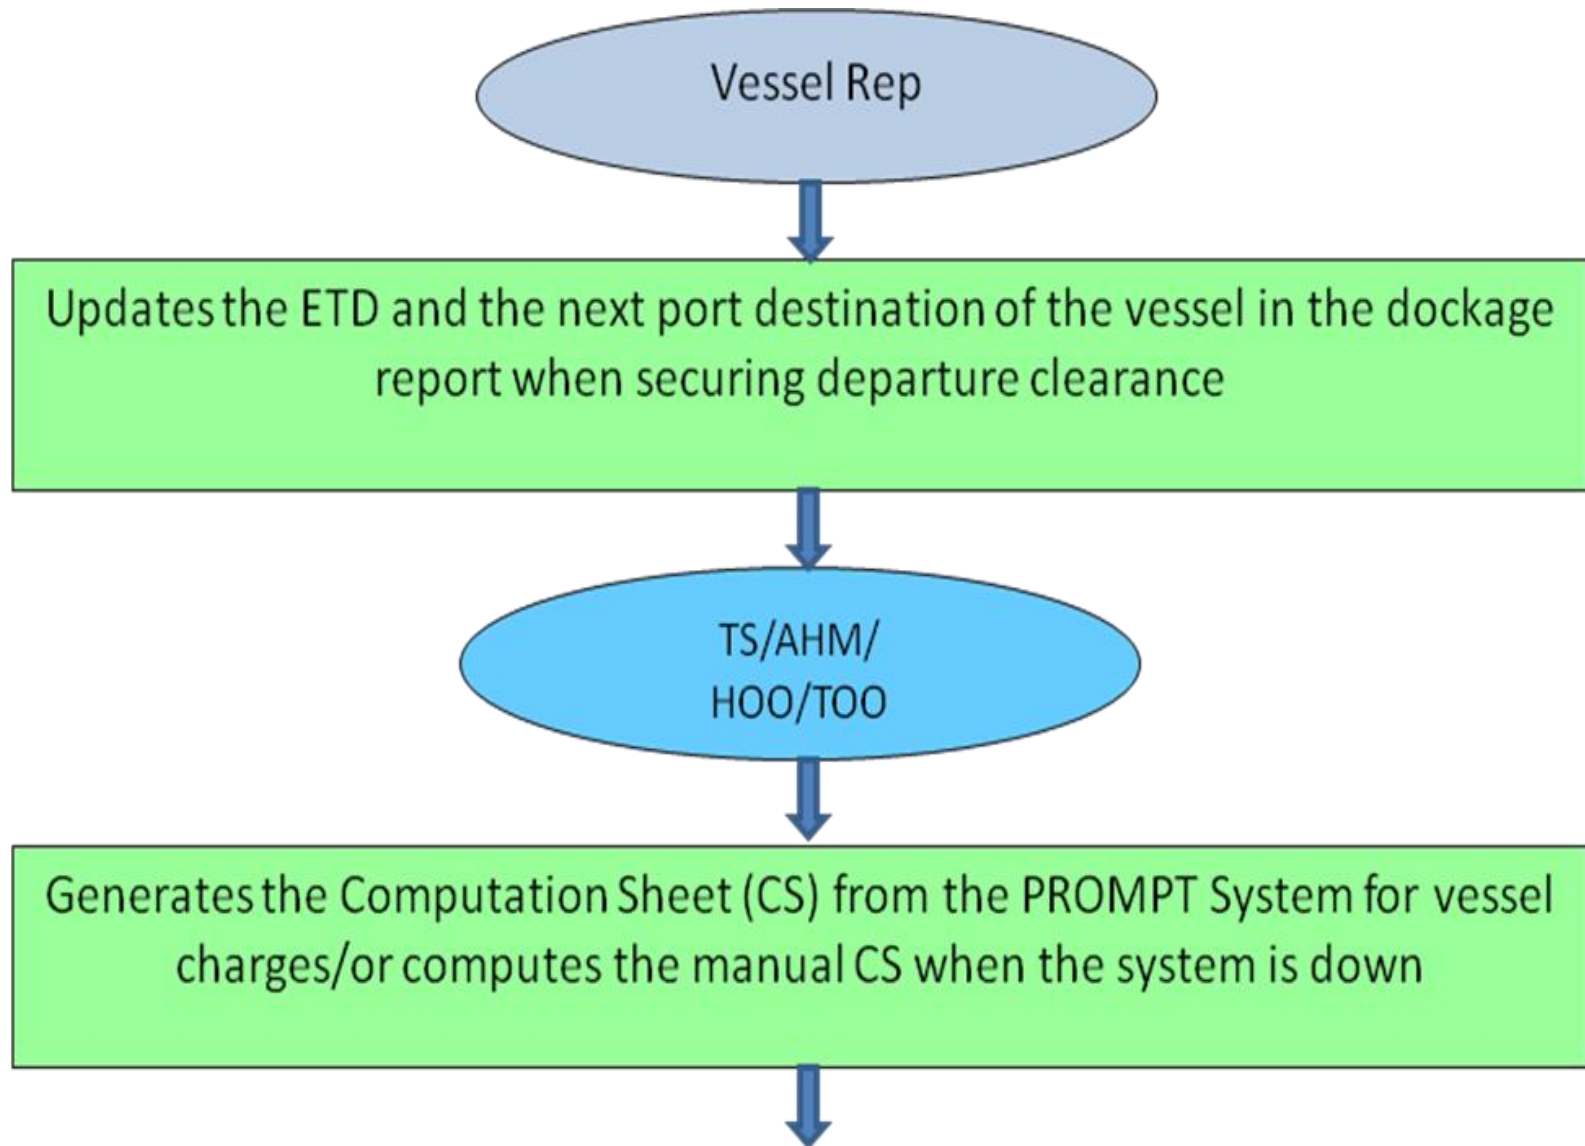 Vessel Rep
Updates the ETD and the next port destination of the vessel in the dockage
report when securing departure clearance
TS/AHM/
HOO/TOO
Generates the Computation Sheet (CS) from the PROMPT System for vessel
charges/or computes the manual CS when the system is down